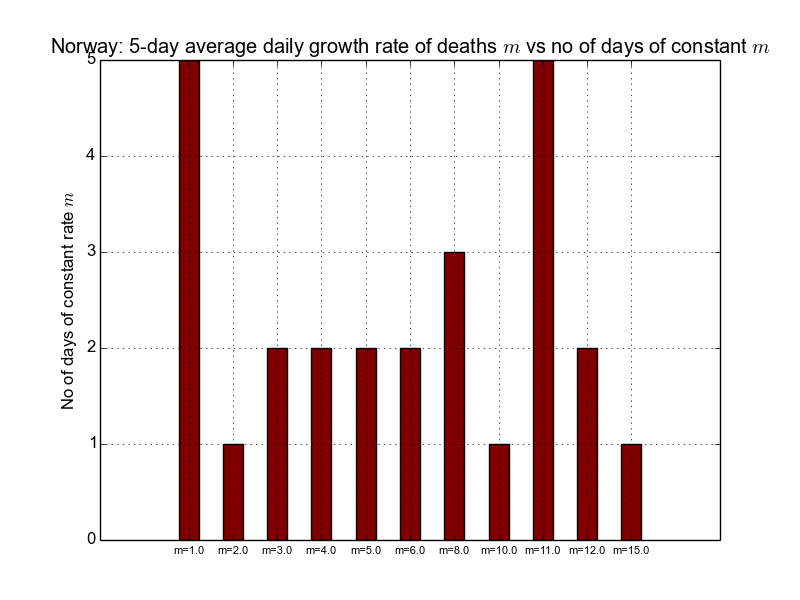 Norway: 5-day average daily growth rate of deaths m vs no of days of constant m
5
4
3
2
1
0
No of days of constant rate m
m=1.0 m=2.0 m=3.0 m=4.0 m=5.0 m=6.0 m=8.0 m=10.0 m=11.0 m=12.0 m=15.0